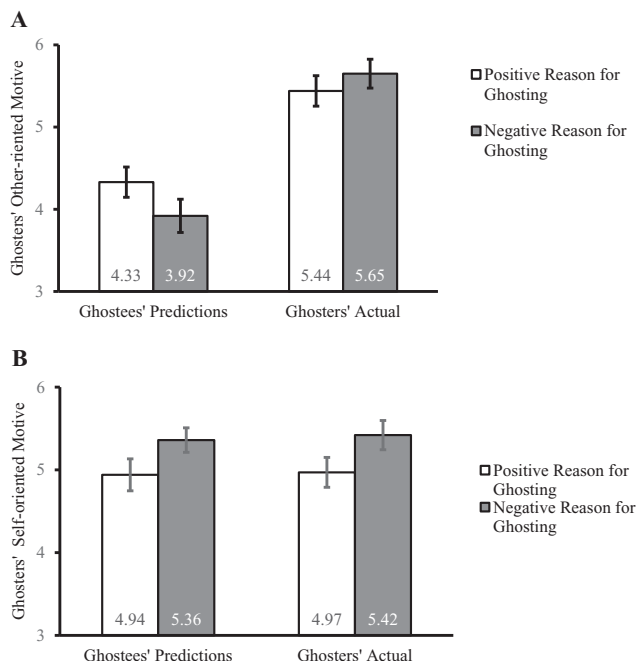 A
Ghosters' Other-riented Motive
6
5
4
3
4.33
3.92
5.44
5.65
Ghostees' Predictions
Ghosters' Actual
Positive Reason for
Ghosting
Negative Reason for
Ghosting
B
Ghosters' Self-oriented Motive
6
5
4
3
4.94
5.36
4.97
5.42
Ghostees' Predictions
Ghosters' Actual
Positive Reason for
Ghosting
Negative Reason for
Ghosting